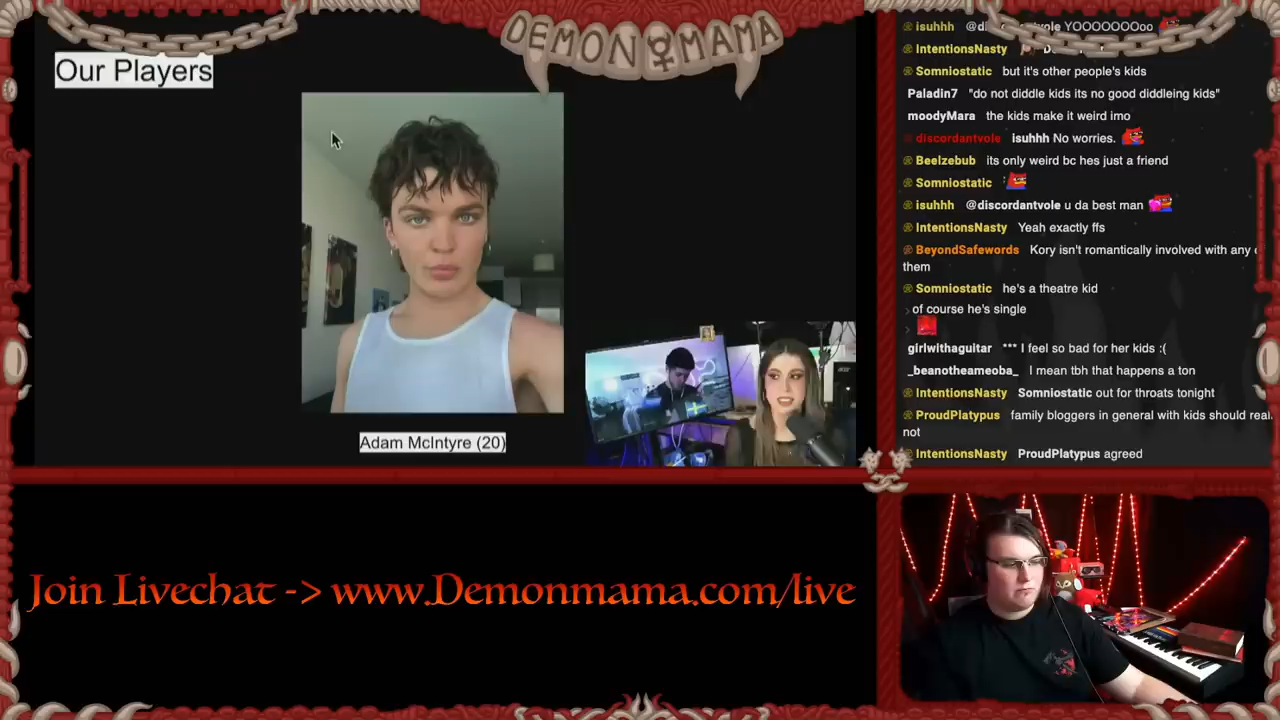 DEMON MAMA
Our Players
Adam McIntyre (20)
isuhhh YOOOOOOOoo
IntentionsNasty
Somniostatic but it's other people's kids
Paladin7 "do not diddle kids its no good diddleing kids"
moodyMara the kids make it weird imo
discordantvole isuhhh No worries.
Beelzebub its only weird bc hes just a friend
Somniostatic
isuhhh @discordantvole u da best man
IntentionsNasty Yeah exactly ffs
BeyondSafewords Kory isn't romantically involved with any
them
Somniostatic he's a theatre kid
of course he's single
girlwithaguitar *** I feel so bad for her kids :(
_beanotheameoba_ I mean tbh that happens a ton
IntentionsNasty Somniostatic out for throats tonight
ProudPlatypus family bloggers in general with kids should
not
IntentionsNasty ProudPlatypus agreed
Join Livechat -> www.Demonmama.com/live